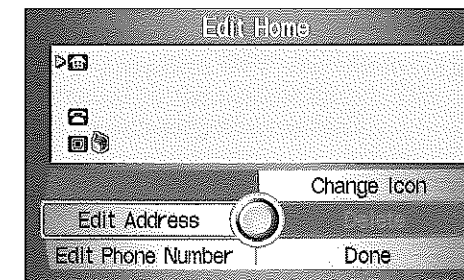 Edit Home
Change Icon
Edit Address
Edit Phone Number
Done